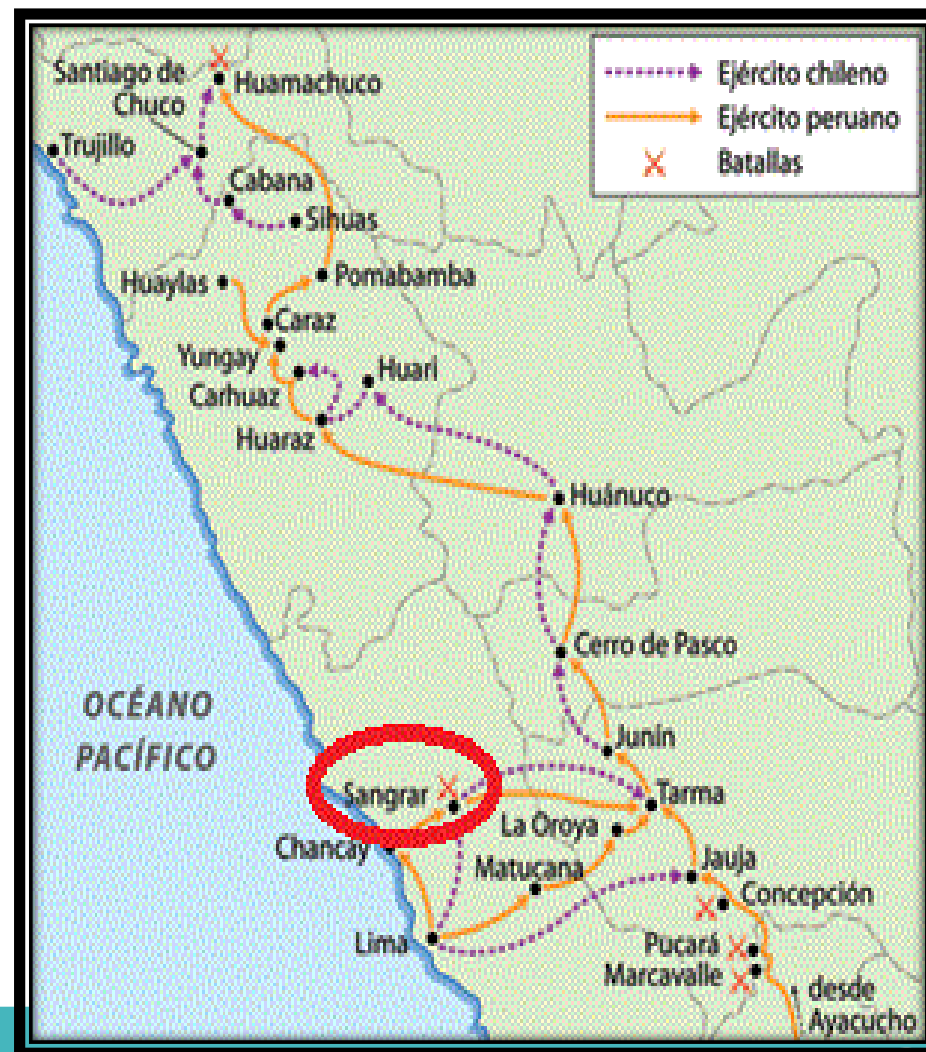 Ejército chileno
Ejército peruano
Batallas
Santiago de
Chuco
Huamachuco
Trujillo
Cabana
Sihuas
Huaylas
Pomabamba
Caraz
Yungay
Carhuaz
Huari
Huaraz
Huánuco
Cerro de Pasco
OCÉANO
PACÍFICO
Junín
Sangrar
Tarma
La Oroya
Chancay
Matucana
Jauja
Concepción
Lima
Pucará
Marcavalle
desde
Ayacucho